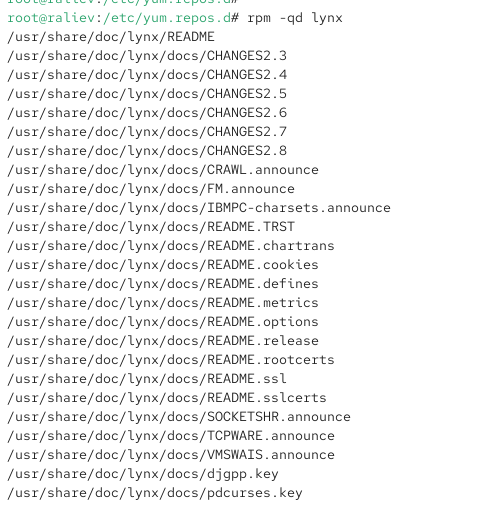 root@raliev:/etc/yum.repos.d#
root@raliev:/etc/yum.repos.d# rpm -qd lynx
/usr/share/doc/lynx/README
/usr/share/doc/lynx/docs/CHANGES2.3
/usr/share/doc/lynx/docs/CHANGES2.4
/usr/share/doc/lynx/docs/CHANGES2.5
/usr/share/doc/lynx/docs/CHANGES2.6
/usr/share/doc/lynx/docs/CHANGES2.7
/usr/share/doc/lynx/docs/CHANGES2.8
/usr/share/doc/lynx/docs/CRAWL.announce
/usr/share/doc/lynx/docs/FM.announce
/usr/share/doc/lynx/docs/IBMPC-charsets.announce
/usr/share/doc/lynx/docs/README.TRST
/usr/share/doc/lynx/docs/README.chartrans
/usr/share/doc/lynx/docs/README.cookies
/usr/share/doc/lynx/docs/README.defines
/usr/share/doc/lynx/docs/README.metrics
/usr/share/doc/lynx/docs/README.options
/usr/share/doc/lynx/docs/README.release
/usr/share/doc/lynx/docs/README.rootcerts
/usr/share/doc/lynx/docs/README.ssl
/usr/share/doc/lynx/docs/README.sslcerts
/usr/share/doc/lynx/docs/SOCKETSHR.announce
/usr/share/doc/lynx/docs/TCPWARE.announce
/usr/share/doc/lynx/docs/VMSWAIS.announce
/usr/share/doc/lynx/docs/djgpp.key
/usr/share/doc/lynx/docs/pdcurses.key